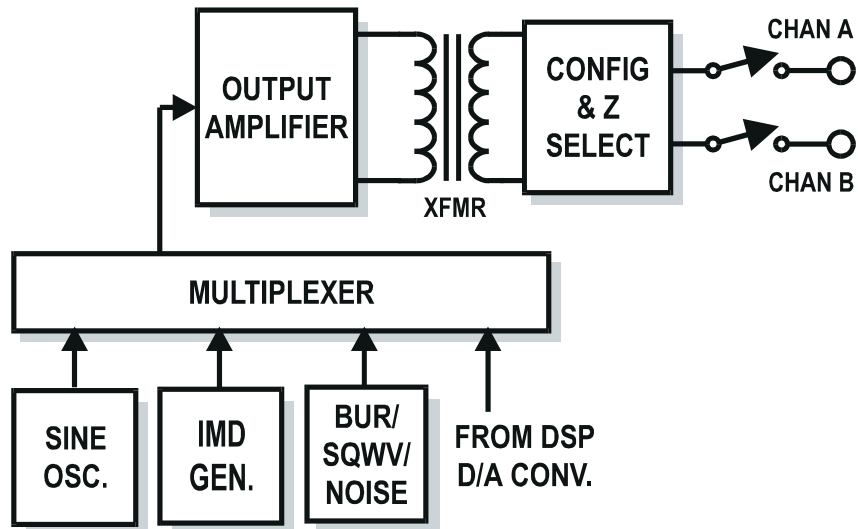 CHAN A
OUTPUT
AMPLIFIER
CONFIG
& Z
SELECT
XFMR
CHAN B
MULTIPLEXER
SINE
OSC.
IMD
GEN.
BUR/
SQWV/
NOISE
FROM DSP
D/A CONV.